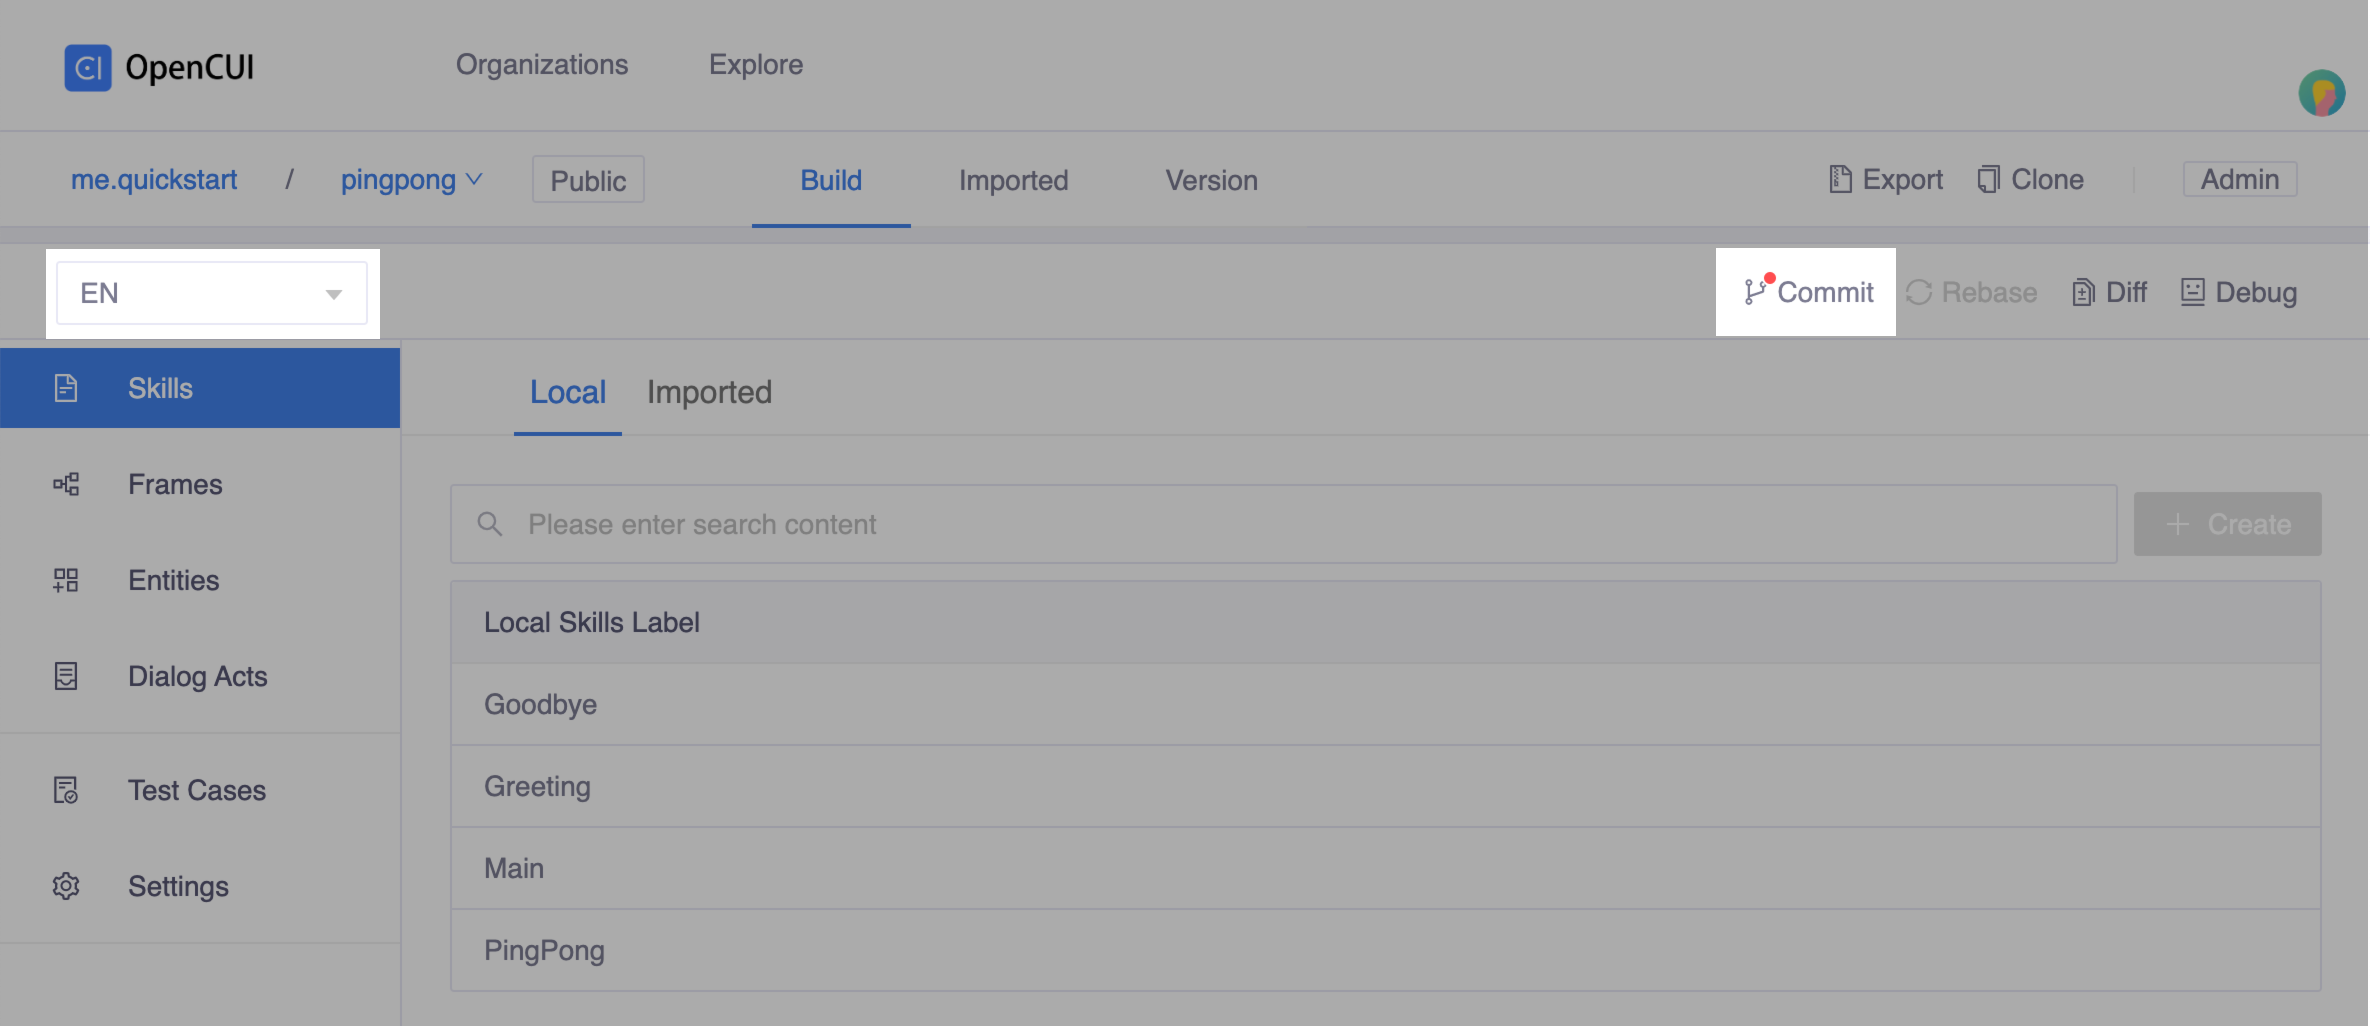 OpenCUI
Organizations
Explore
me.quickstart / pingpong
Public
Build
Imported
Version
Export
Clone
Admin
EN
Commit
Rebase
Diff
Debug
Skills
Frames
Entities
Dialog Acts
Test Cases
Settings
Local
Imported
Please enter search content
+ Create
Local Skills Label
Goodbye
Greeting
Main
PingPong